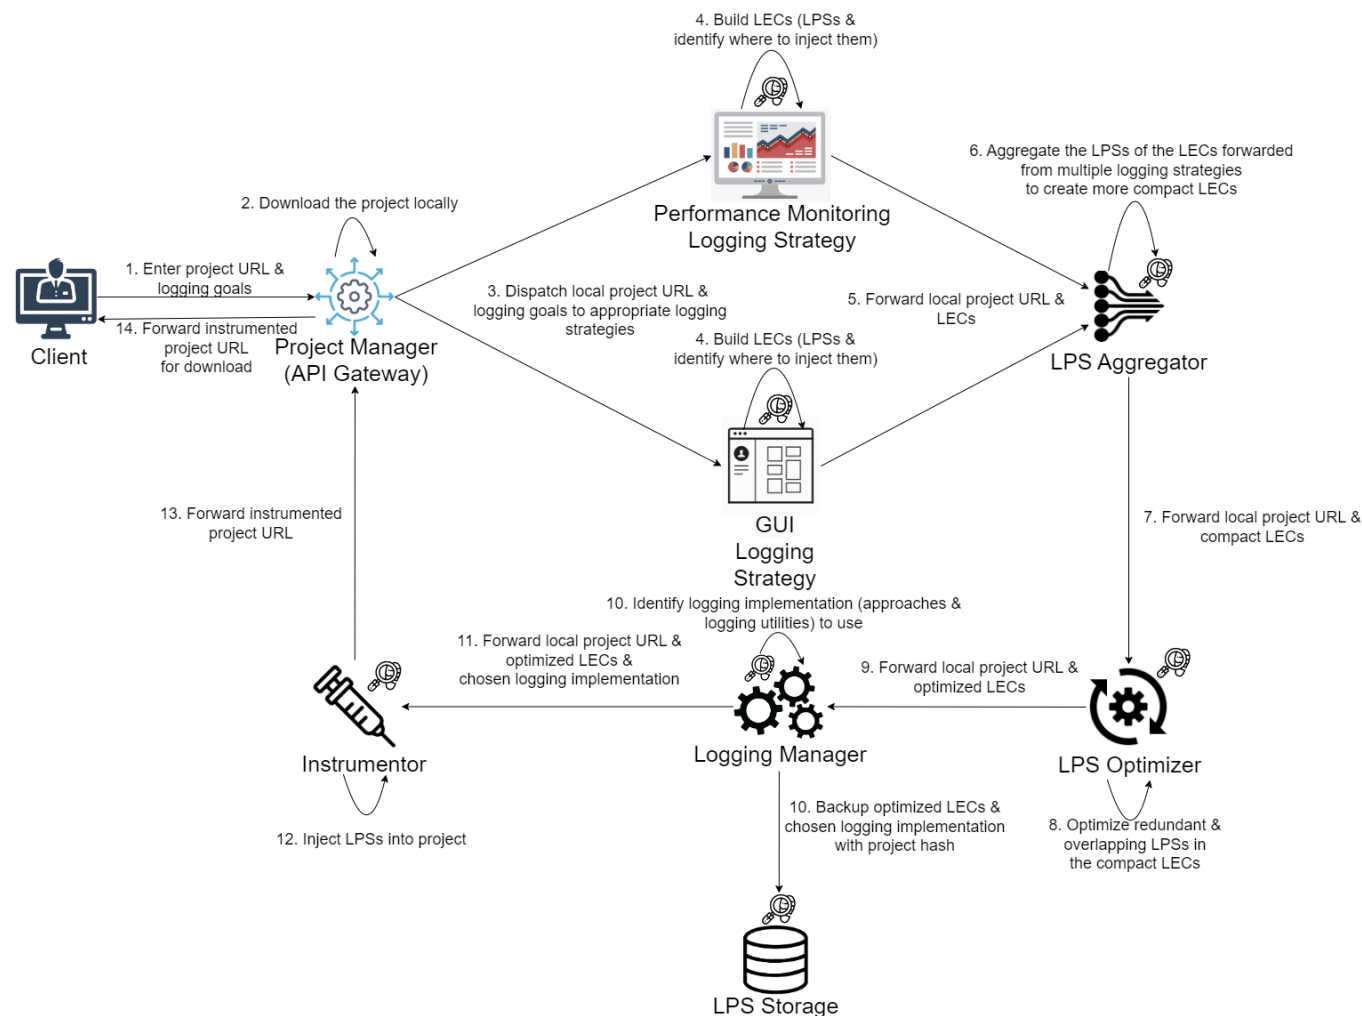 4. Build LECs (LPSs &
identify where to inject them)
Performance Monitoring
Logging Strategy
6. Aggregate the LPSs of the LECs forwarded
from multiple logging strategies
to create more compact LECs
2. Download the project locally
1. Enter project URL &
logging goals
14. Forward instrumented
project URL
for download
Client
Project Manager
(API Gateway)
3. Dispatch local project URL &
logging goals to appropriate logging
strategies
5. Forward local project URL &
LECs
LPS Aggregator
4. Build LECs (LPSs &
identify where to inject them)
GUI
Logging
Strategy
13. Forward instrumented
project URL
7. Forward local project URL &
compact LECs
10. Identify logging implementation (approaches &
logging utilities) to use
11. Forward local project URL &
optimized LECs &
chosen logging implementation
9. Forward local project URL &
optimized LECs
Instrumentor
Logging Manager
LPS Optimizer
12. Inject LPSs into project
10. Backup optimized LECs &
chosen logging implementation
with project hash
8. Optimize redundant &
overlapping LPSs in
the compact LECs
LPS Storage